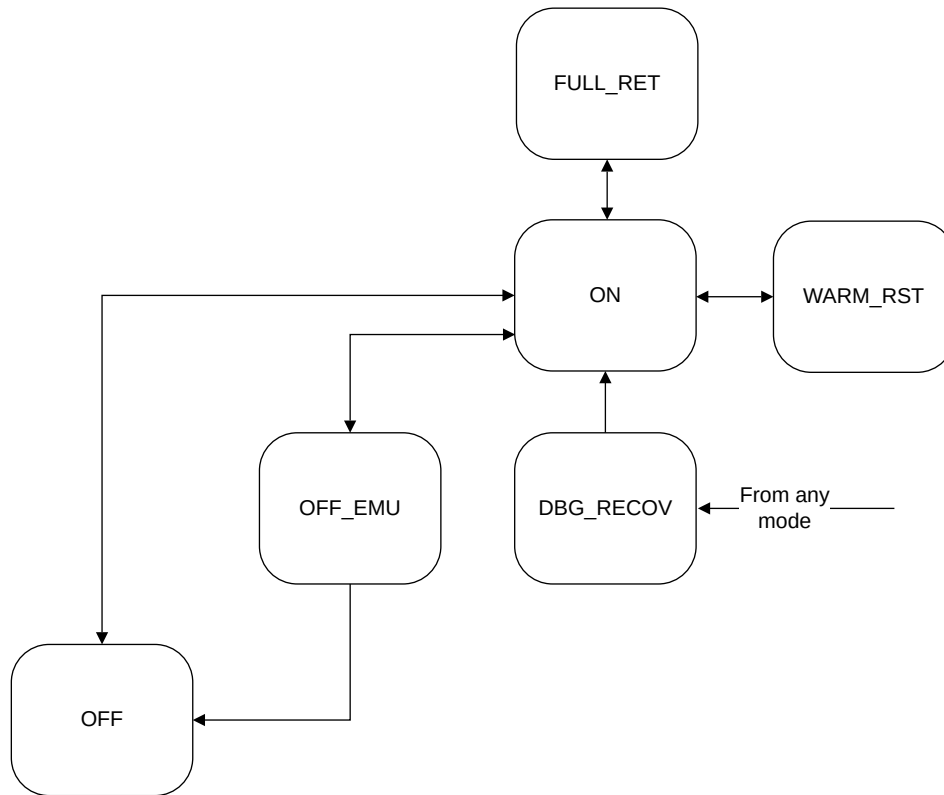 FULL_RET
ON
WARM_RST
OFF_EMU
DBG_RECOV
From any
mode
OFF